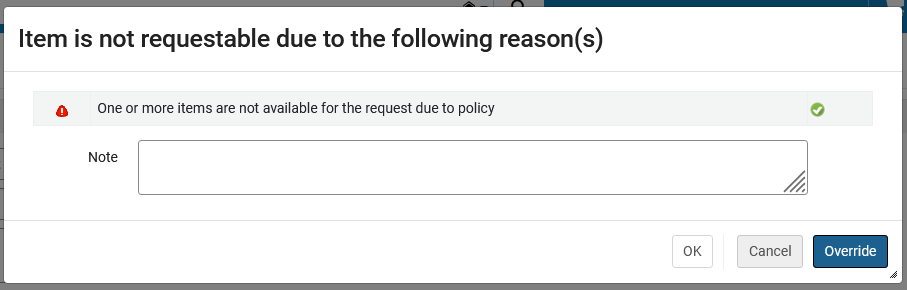 Item is not requestable due to the following reason(s)
One or more items are not available for the request due to policy
Note
OK
Cancel
Override